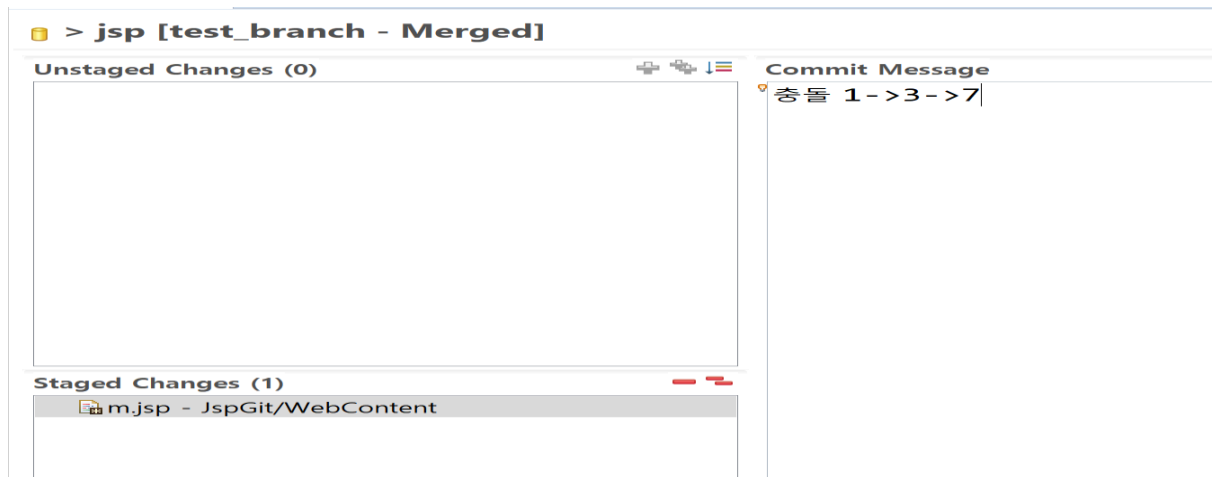 > jsp [test_branch - Merged]
Unstaged Changes (0)
Staged Changes (1)
m.jsp - JspGit/WebContent
Commit Message
충돌 1->3->7